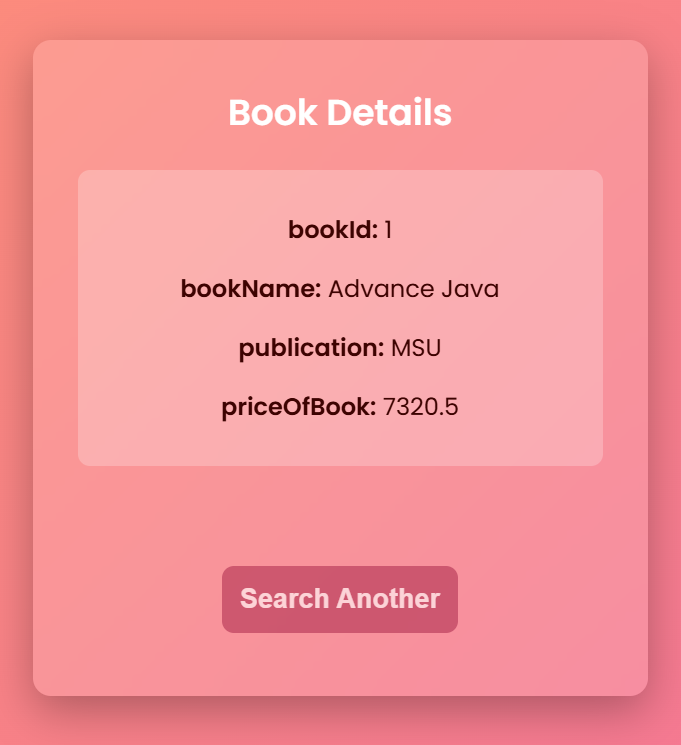 Book Details
bookId: 1
bookName: Advance Java
publication: MSU
priceOfBook: 7320.5
Search Another